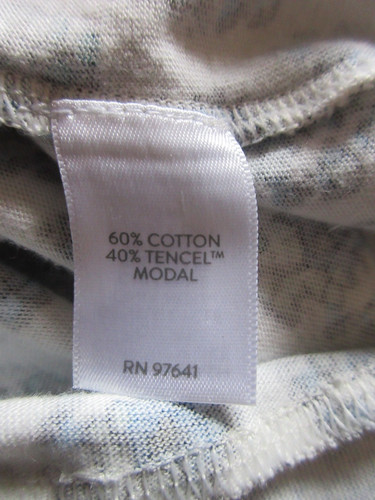 60% COTTON
40% TENCEL™
MODAL
RN 97641